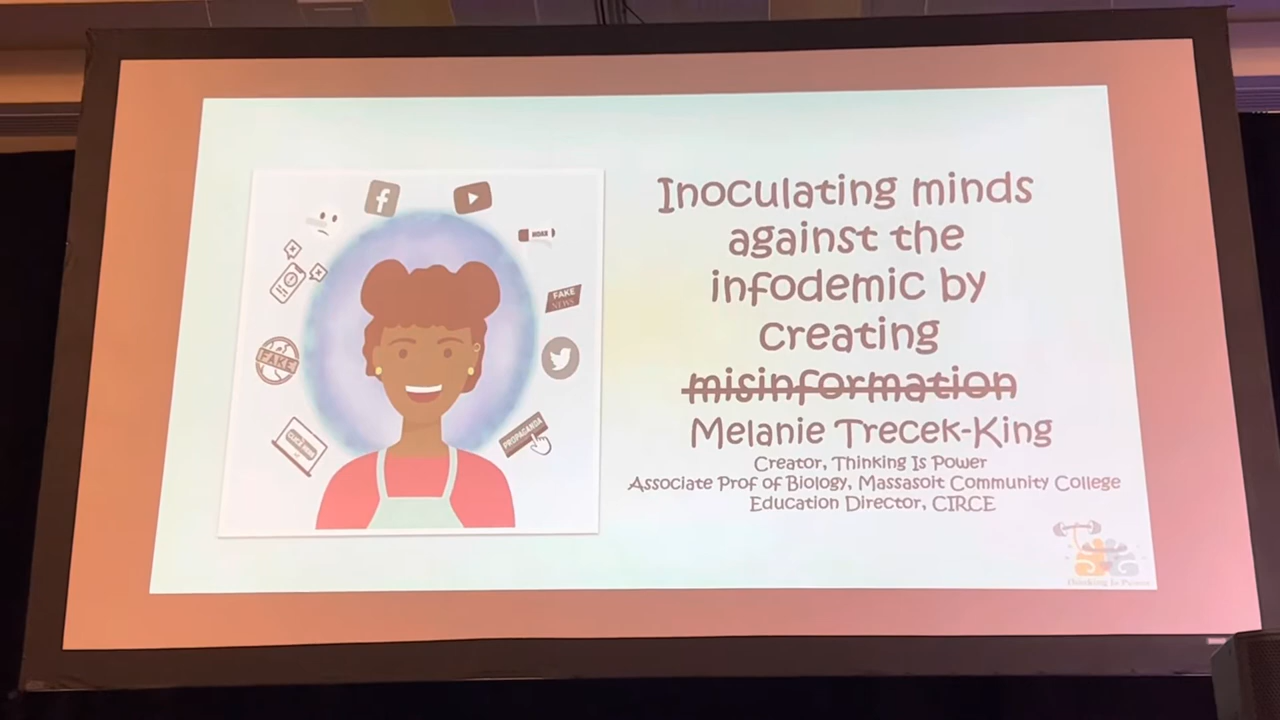 Inoculating minds
against the
infodemic by
creating
misinformation
Melanie Trecek-King
Creator, Thinking Is Power
Associate Prof of Biology, Massasoit Community College
Education Director, CIRCE
HOAX
FAKE
NEWS
FAKE
PROPAGANDA
Thinking Is Power